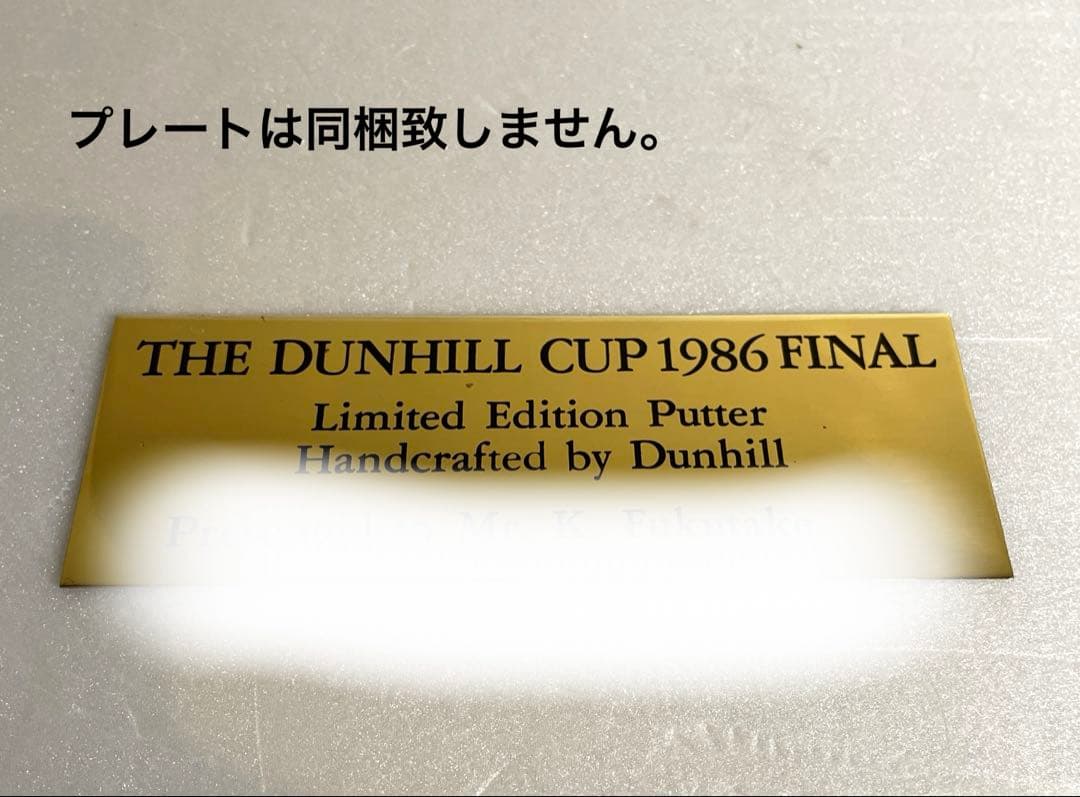 プレートは同梱致しません。
THE DUNHILL CUP 1986 FINAL
Limited Edition Putter
Handcrafted by Dunhill